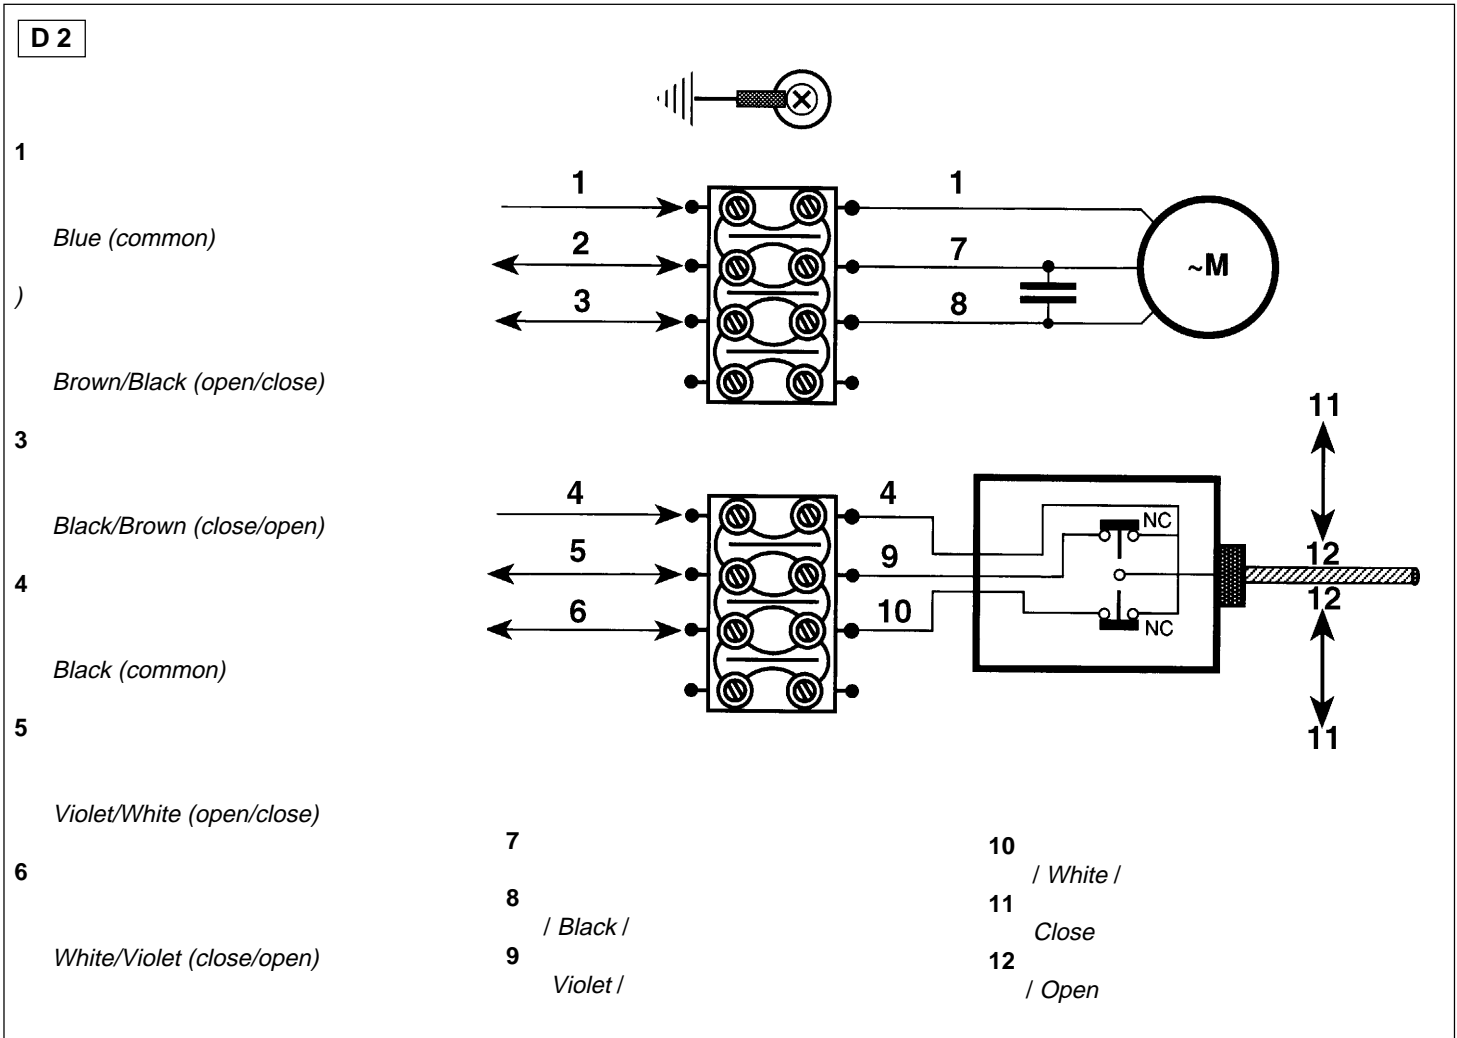 D 2
1
Blue (common)
)
Brown/Black (open/close)
3
Black/Brown (close/open)
4
Black (common)
5
Violet/White (open/close)
6
White/Violet (close/open)
1
2
3
1
7
8
~M
4
5
6
4
9
10
NC
NC
11
12
12
11
7
8
/ Black /
9
Violet /
10
/ White /
11
Close
12
/ Open